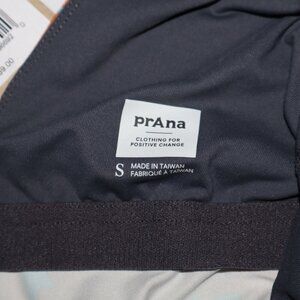 prAna
CLOTHING FOR
POSITIVE CHANGE
S MADE IN TAIWAN
FABRIQUÉ À TAIWAN